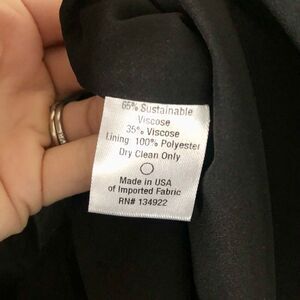 65% Sustainable
Viscose
35% Viscose
Lining 100% Polyester
Dry Clean Only
Made in USA
of Imported Fabric
RN# 134922